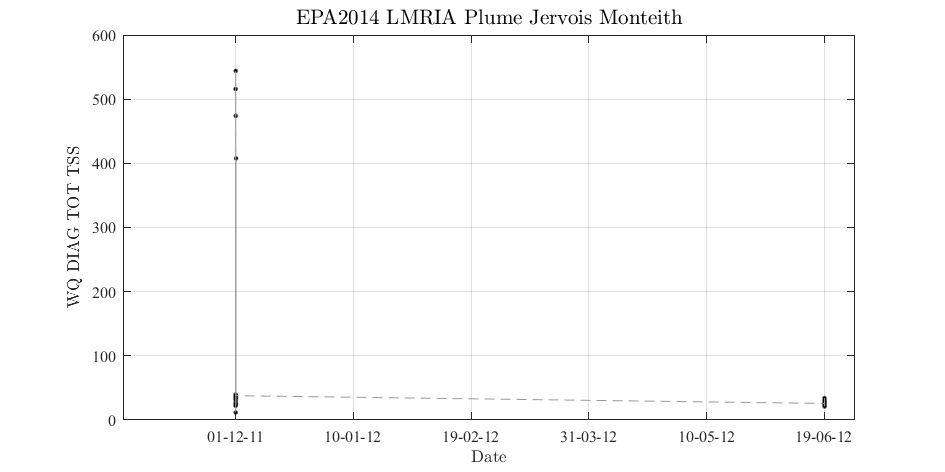 EPA2014 LMRIA Plume Jervois Monteith
600
500
400
300
200
100
0
WQ DIAG TOT TSS
01-12-11 10-01-12 19-02-12 31-03-12 10-05-12 19-06-12
Date